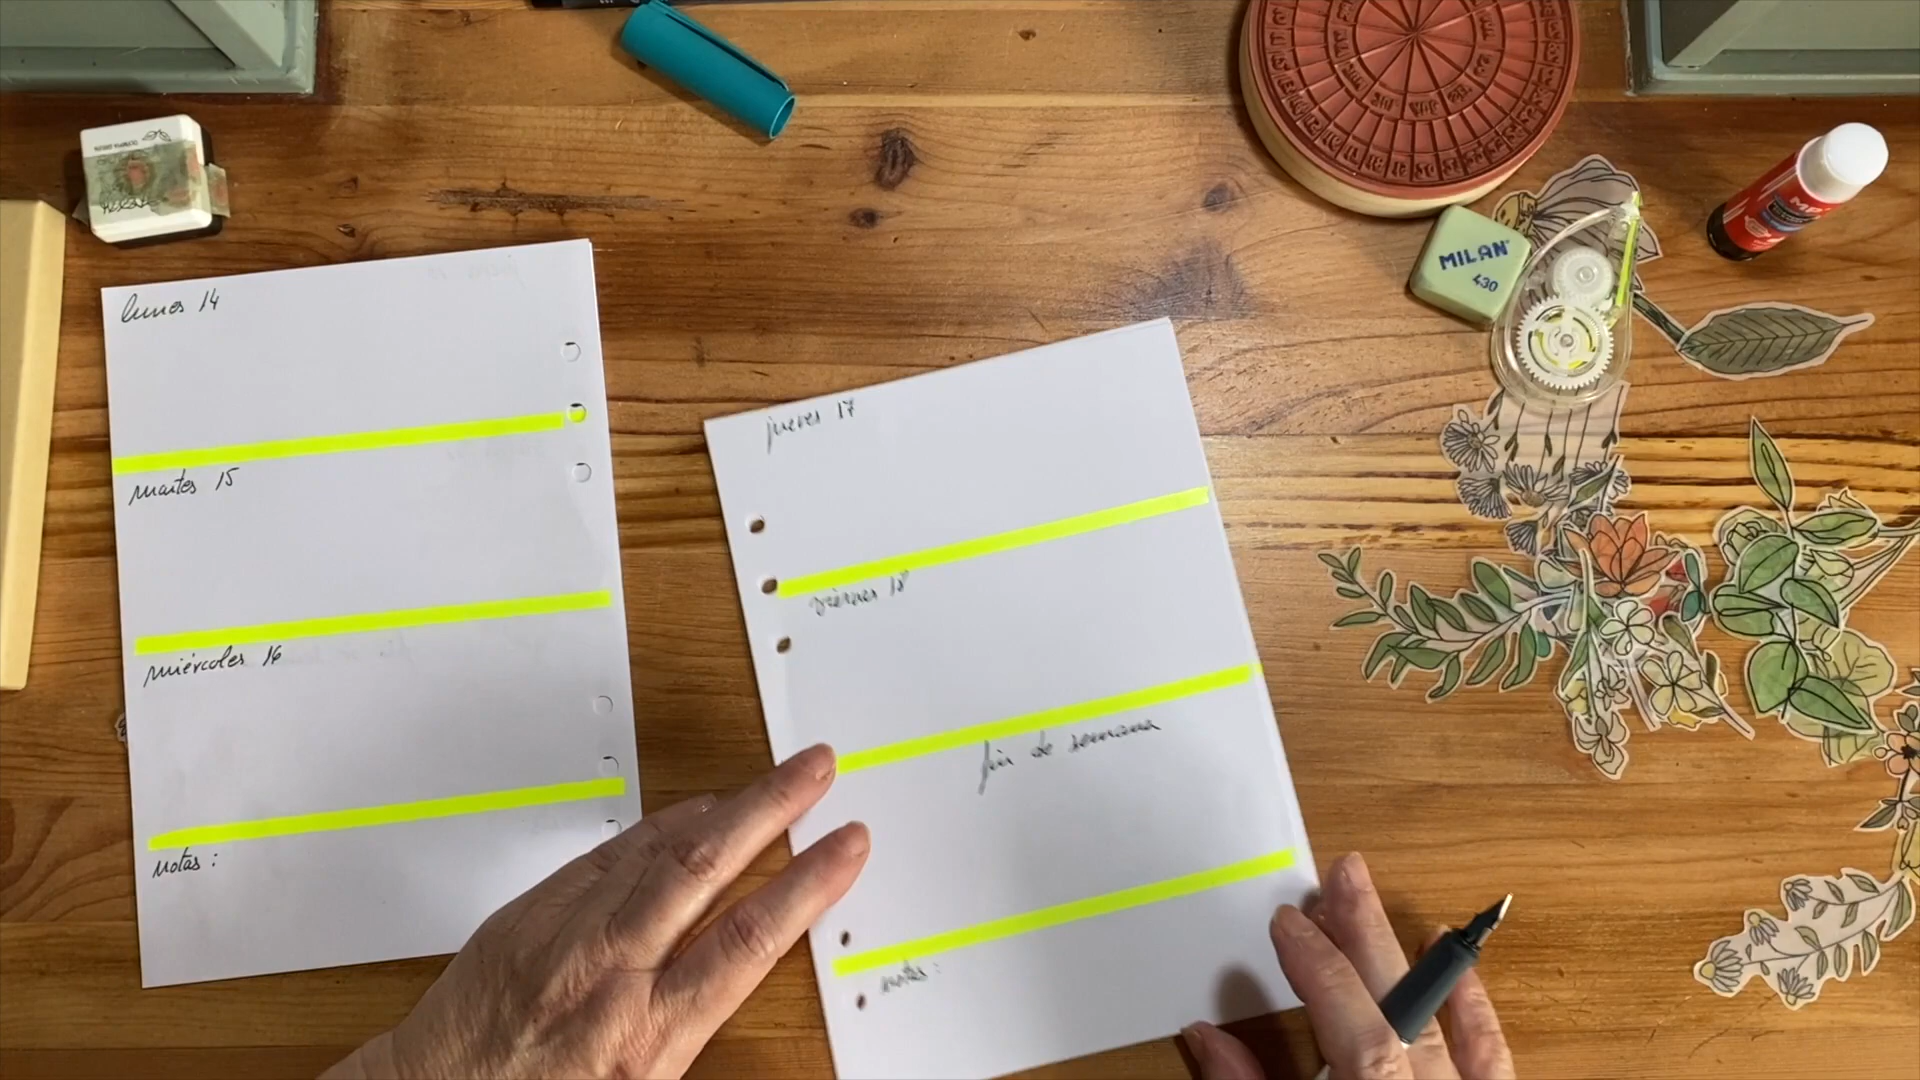 lunes 14
martes 15
miércoles 16
Notas:
jueves 17
viernes 18
fin de semana
notas:
MILAN
430